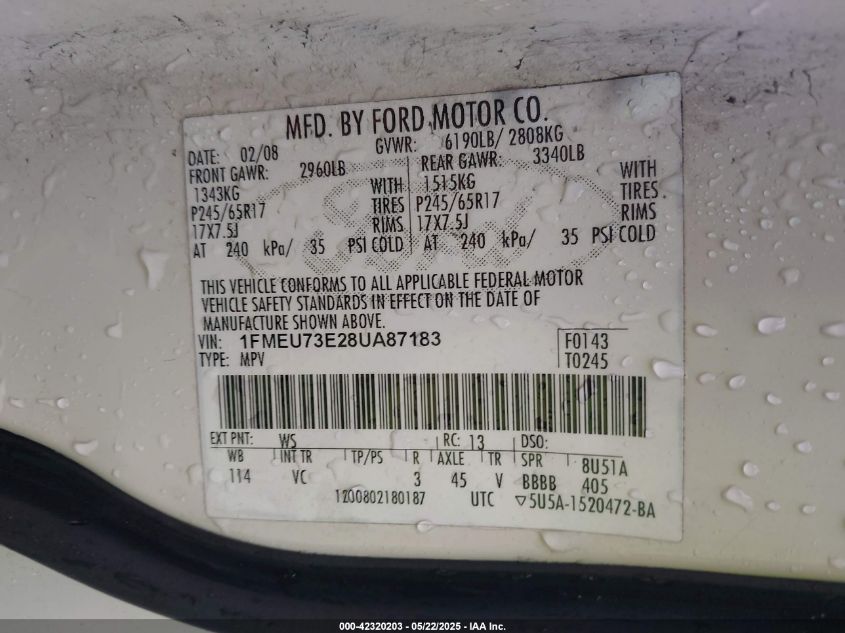 MFD. BY FORD MOTOR CO.
DATE: 02/08 GVWR: 6190LB/ 2808KG
FRONT GAWR: 2960LB REAR GAWR: 3340LB
1343KG WITH 1515KG WITH
P245/65R17 TIRES P245/65R17 TIRES
17X7.5J RIMS 17X7.5J RIMS
AT 240 kPa/ 35 PSI COLD AT 240 kPa/ 35 PSI COLD
THIS VEHICLE CONFORMS TO ALL APPLICABLE FEDERAL MOTOR
VEHICLE SAFETY STANDARDS IN EFFECT ON THE DATE OF
MANUFACTURE SHOWN ABOVE.
VIN: 1FMEU73E28UA87183 F0143
TYPE: MPV T0245
EXT PNT: WS RC: 13 DSO:
WB INT TR TP/PS R AXLE TR SPR 8U51A
114 VC 3 45 V BBBB 405
1200802180187 UTC ▽5U5A-1520472-BA
000-42320203 - 05/22/2025 - IAA Inc.